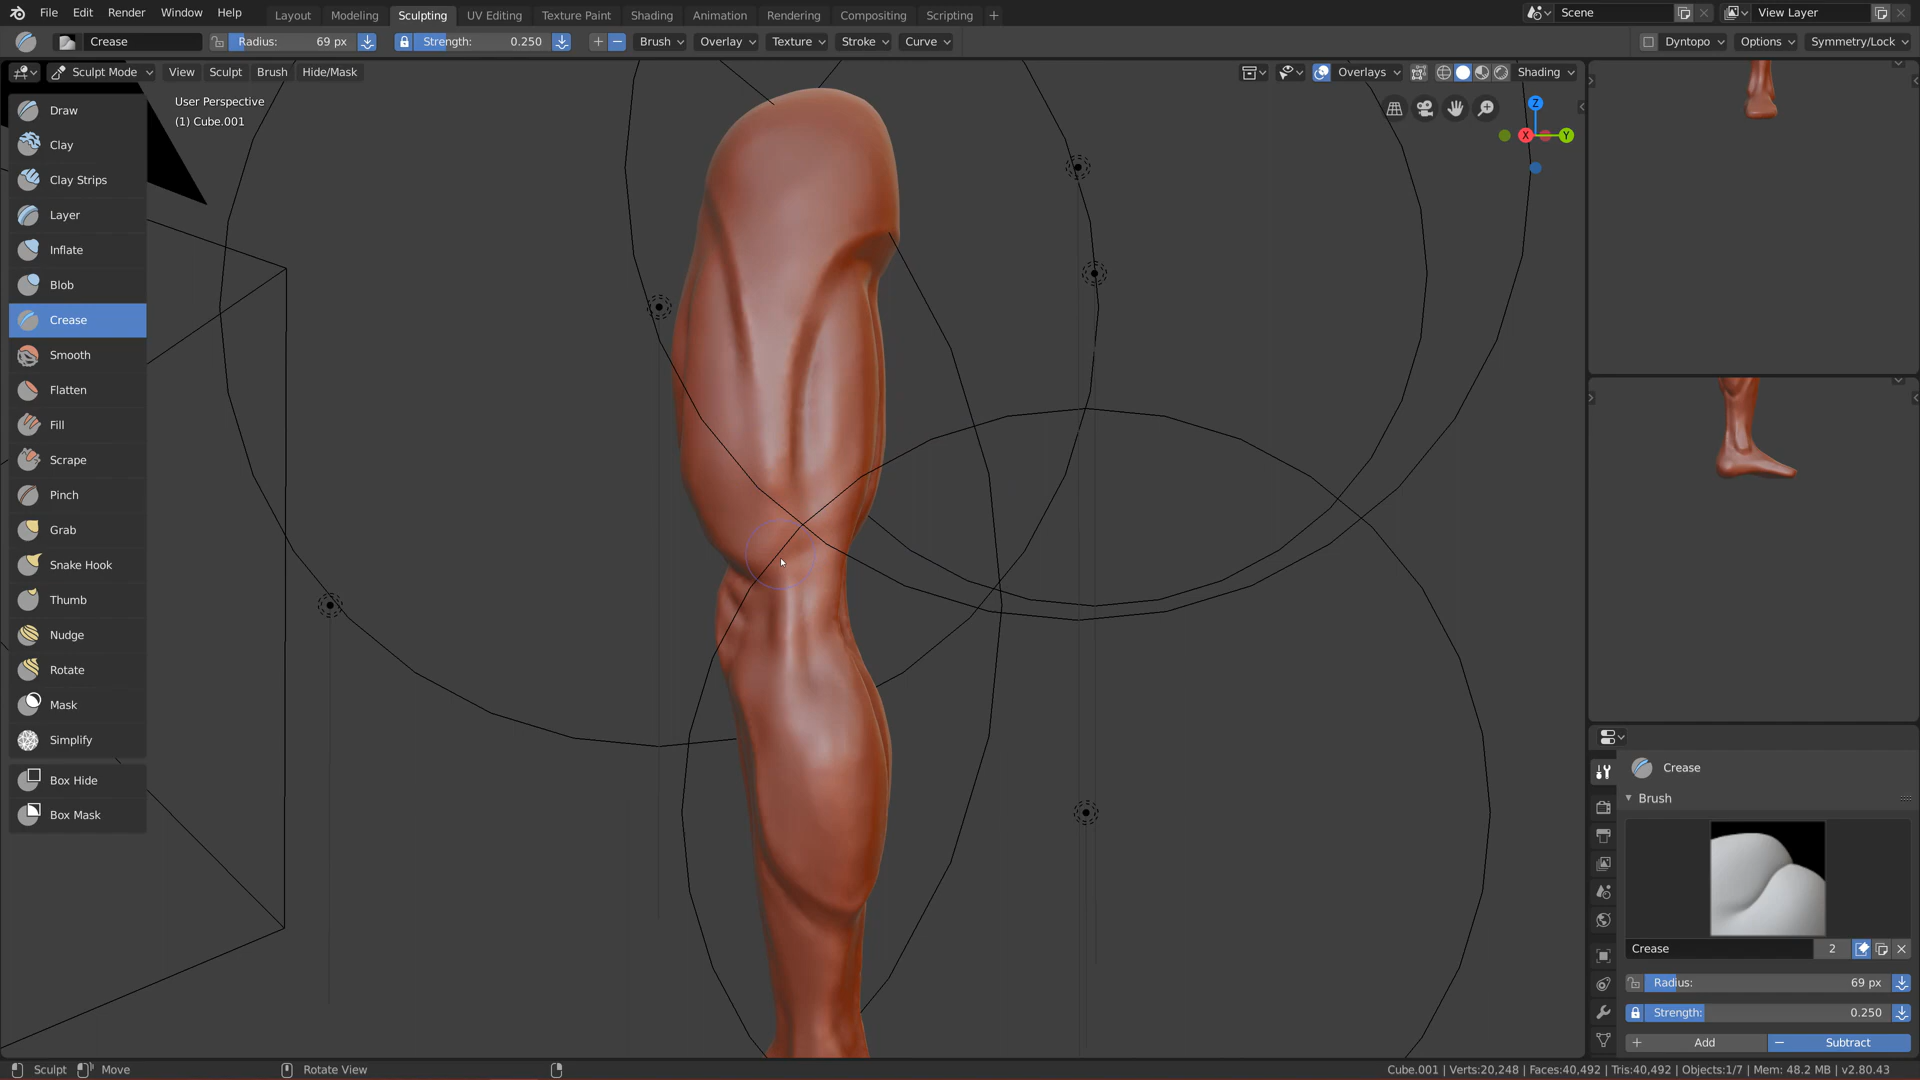 File Edit Render Window Help Layout Modeling Sculpting UV Editing Texture Paint Shading Animation Rendering Compositing Scripting + Scene View Layer
Crease Radius: 69 px Strength: 0.250 Brush Overlay Texture Stroke Curve Dyntopo Options Symmetry/Lock
Sculpt Mode View Sculpt Brush Hide/Mask Overlays Shading
User Perspective
(1) Cube.001
Z
X
Y
Draw
Clay
Clay Strips
Layer
Inflate
Blob
Crease
Smooth
Flatten
Fill
Scrape
Pinch
Grab
Snake Hook
Thumb
Nudge
Rotate
Mask
Simplify
Box Hide
Box Mask
Crease
Brush
Crease 2
Radius: 69 px
Strength: 0.250
Add Subtract
Sculpt Move Rotate View Cube.001 | Verts:20,248 | Faces:40,492 | Tris:40,492 | Objects:1/7 | Mem: 48.2 MB | v2.80.43